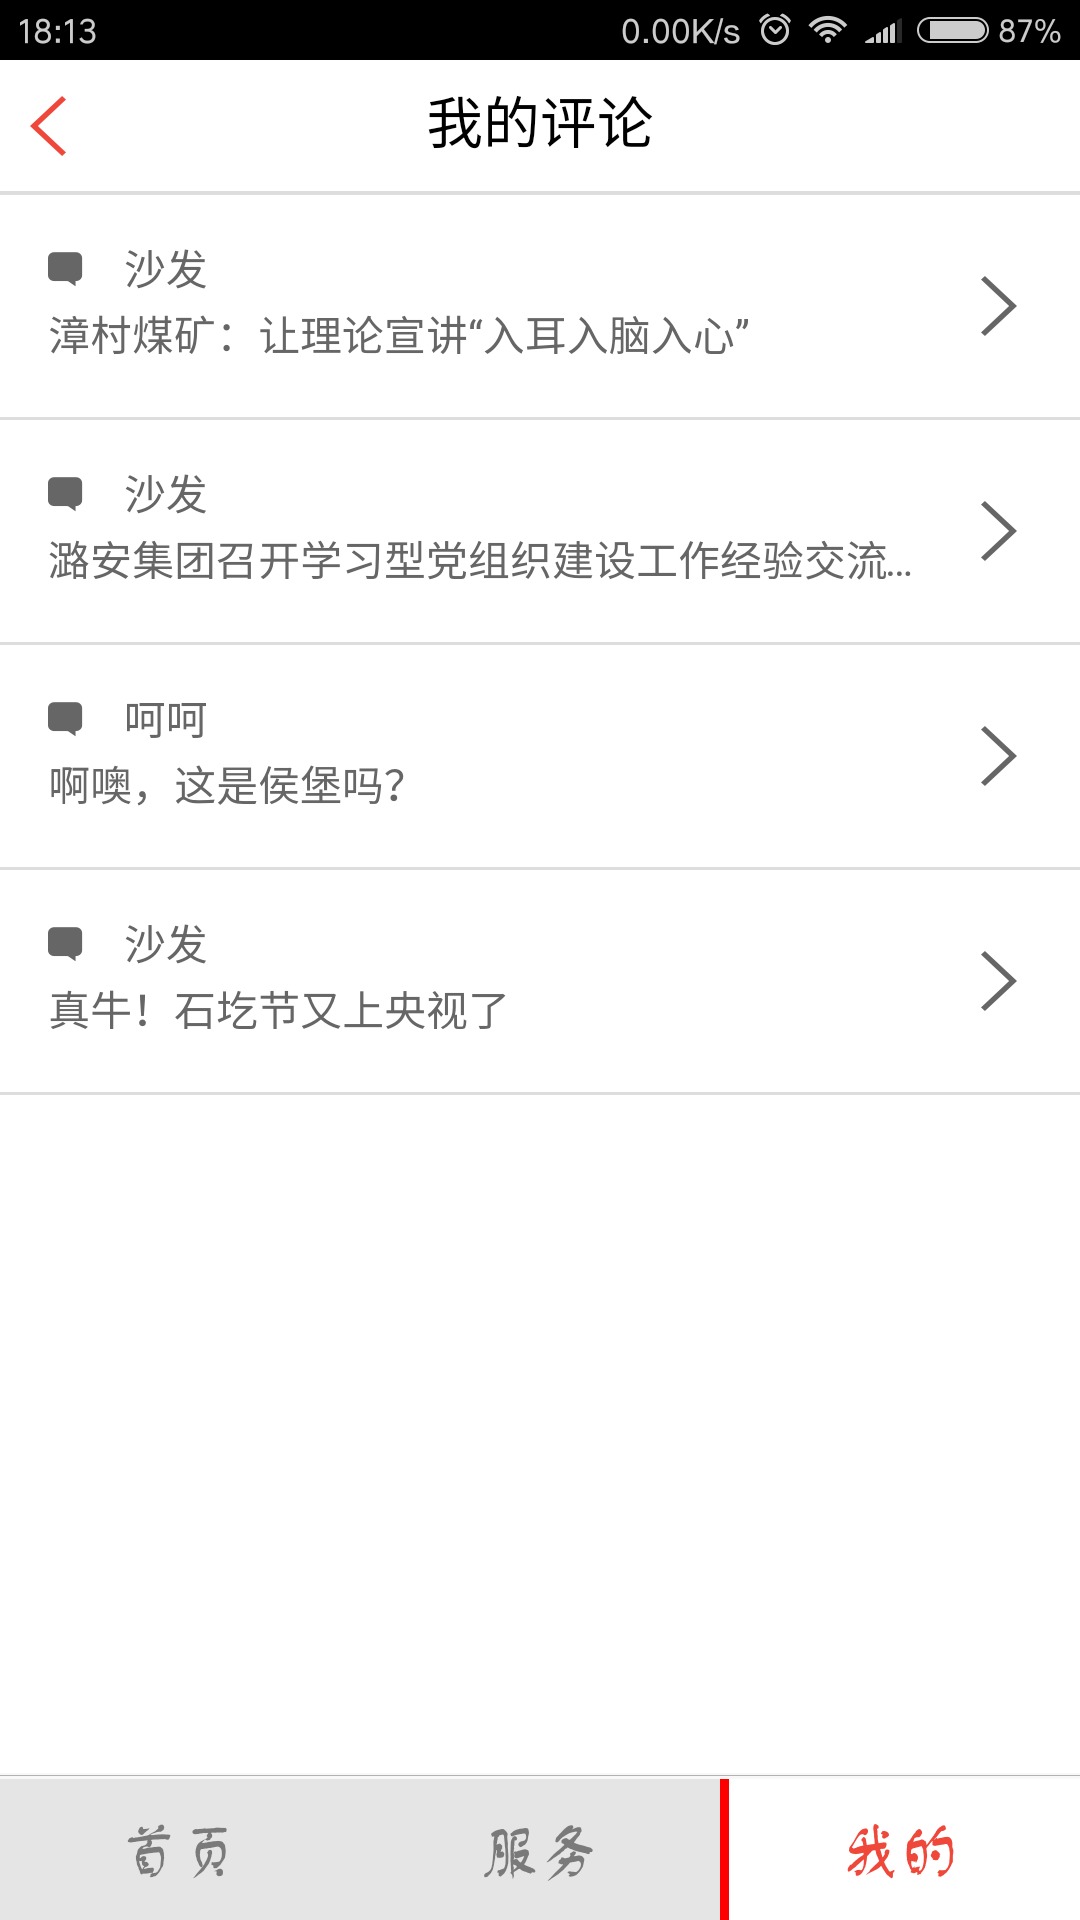 18:13 0.00K/s 87%
我的评论
沙发
漳村煤矿：让理论宣讲“入耳入脑入心”
沙发
潞安集团召开学习型党组织建设工作经验交流...
呵呵
啊噢，这是侯堡吗？
沙发
真牛！石圪节又上央视了
首页 服务 我的